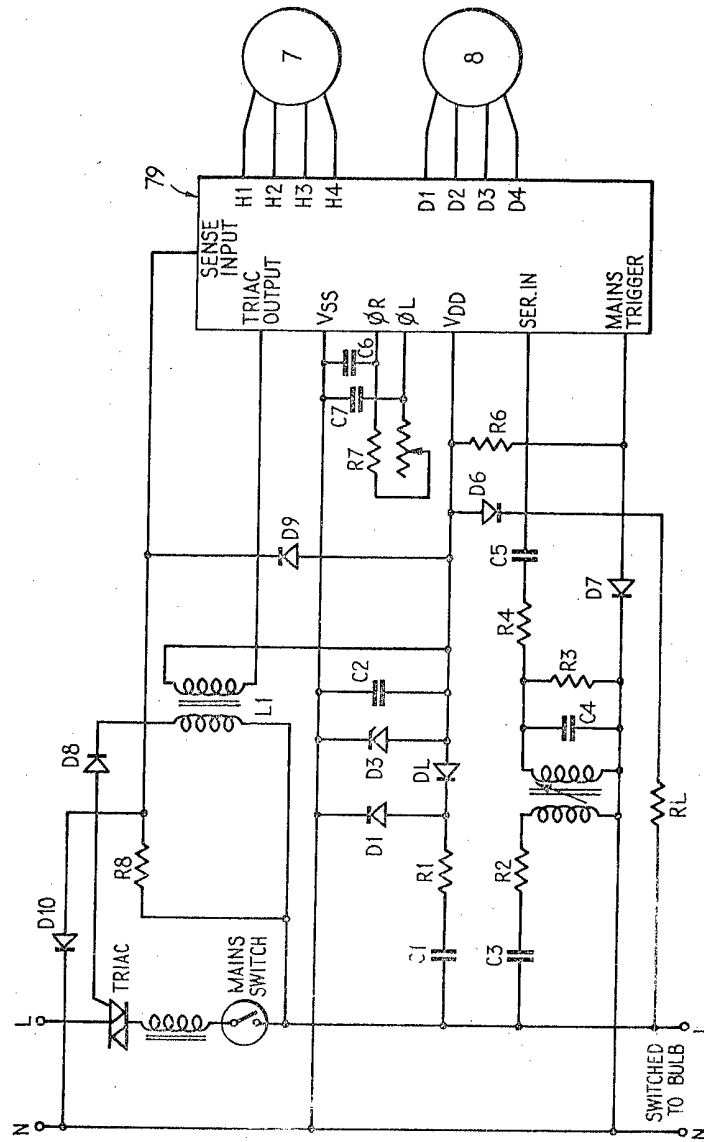 N
L
D10
TRIAC
MAINS
SWITCH
R8
D8
L1
D9
79
SENSE
INPUT
TRIAC
OUTPUT
VSS
ØR
ØL
VDD
SER.IN
MAINS
TRIGGER
H1
H2
H3
H4
D1
D2
D3
D4
7
8
C6
C7
R7
R6
D6
C5
R4
D7
R3
C4
C2
D3
DL
D1
R1
C1
R2
C3
RL
SWITCHED
TO BULB
N
L